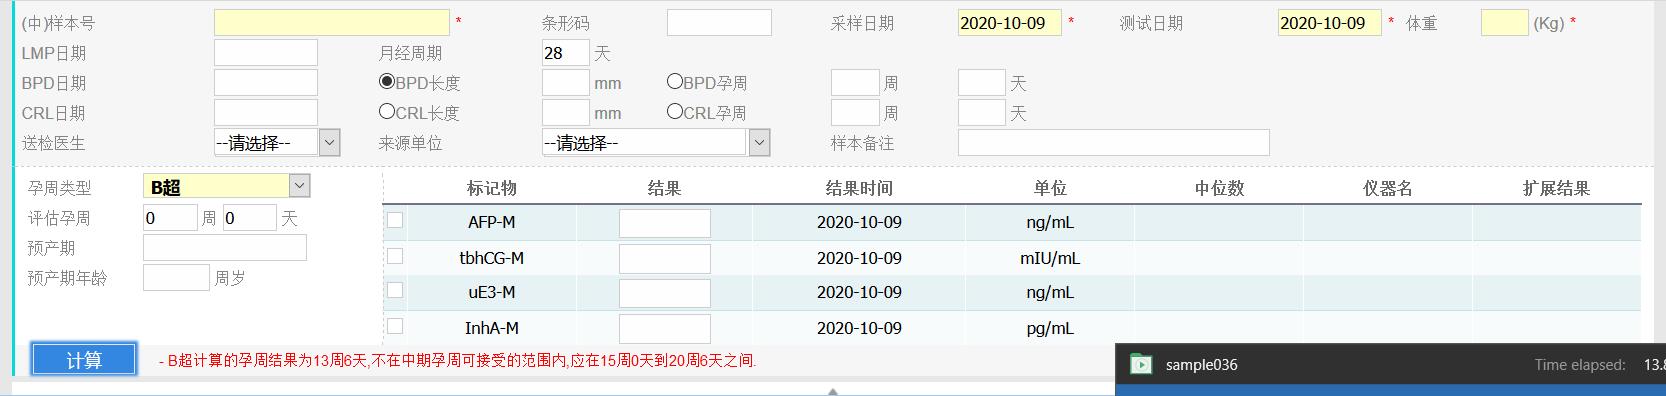 (中)样本号 * 条形码 采样日期 2020-10-09 * 测试日期 2020-10-09 * 体重 (Kg) *
LMP日期 月经周期 28 天
BPD日期 BPD长度 mm BPD孕周 周 天
CRL日期 CRL长度 mm CRL孕周 周 天
送检医生 --请选择-- 来源单位 --请选择-- 样本备注
孕周类型 B超
评估孕周 0 周 0 天
预产期
预产期年龄 周岁
标记物 结果 结果时间 单位 中位数 仪器名 扩展结果
AFP-M 2020-10-09 ng/mL
tbhCG-M 2020-10-09 mIU/mL
uE3-M 2020-10-09 ng/mL
InhA-M 2020-10-09 pg/mL
计算 - B超计算的孕周结果为13周6天,不在中期孕周可接受的范围内,应在15周0天到20周6天之间.
sample036 Time elapsed: 13.8